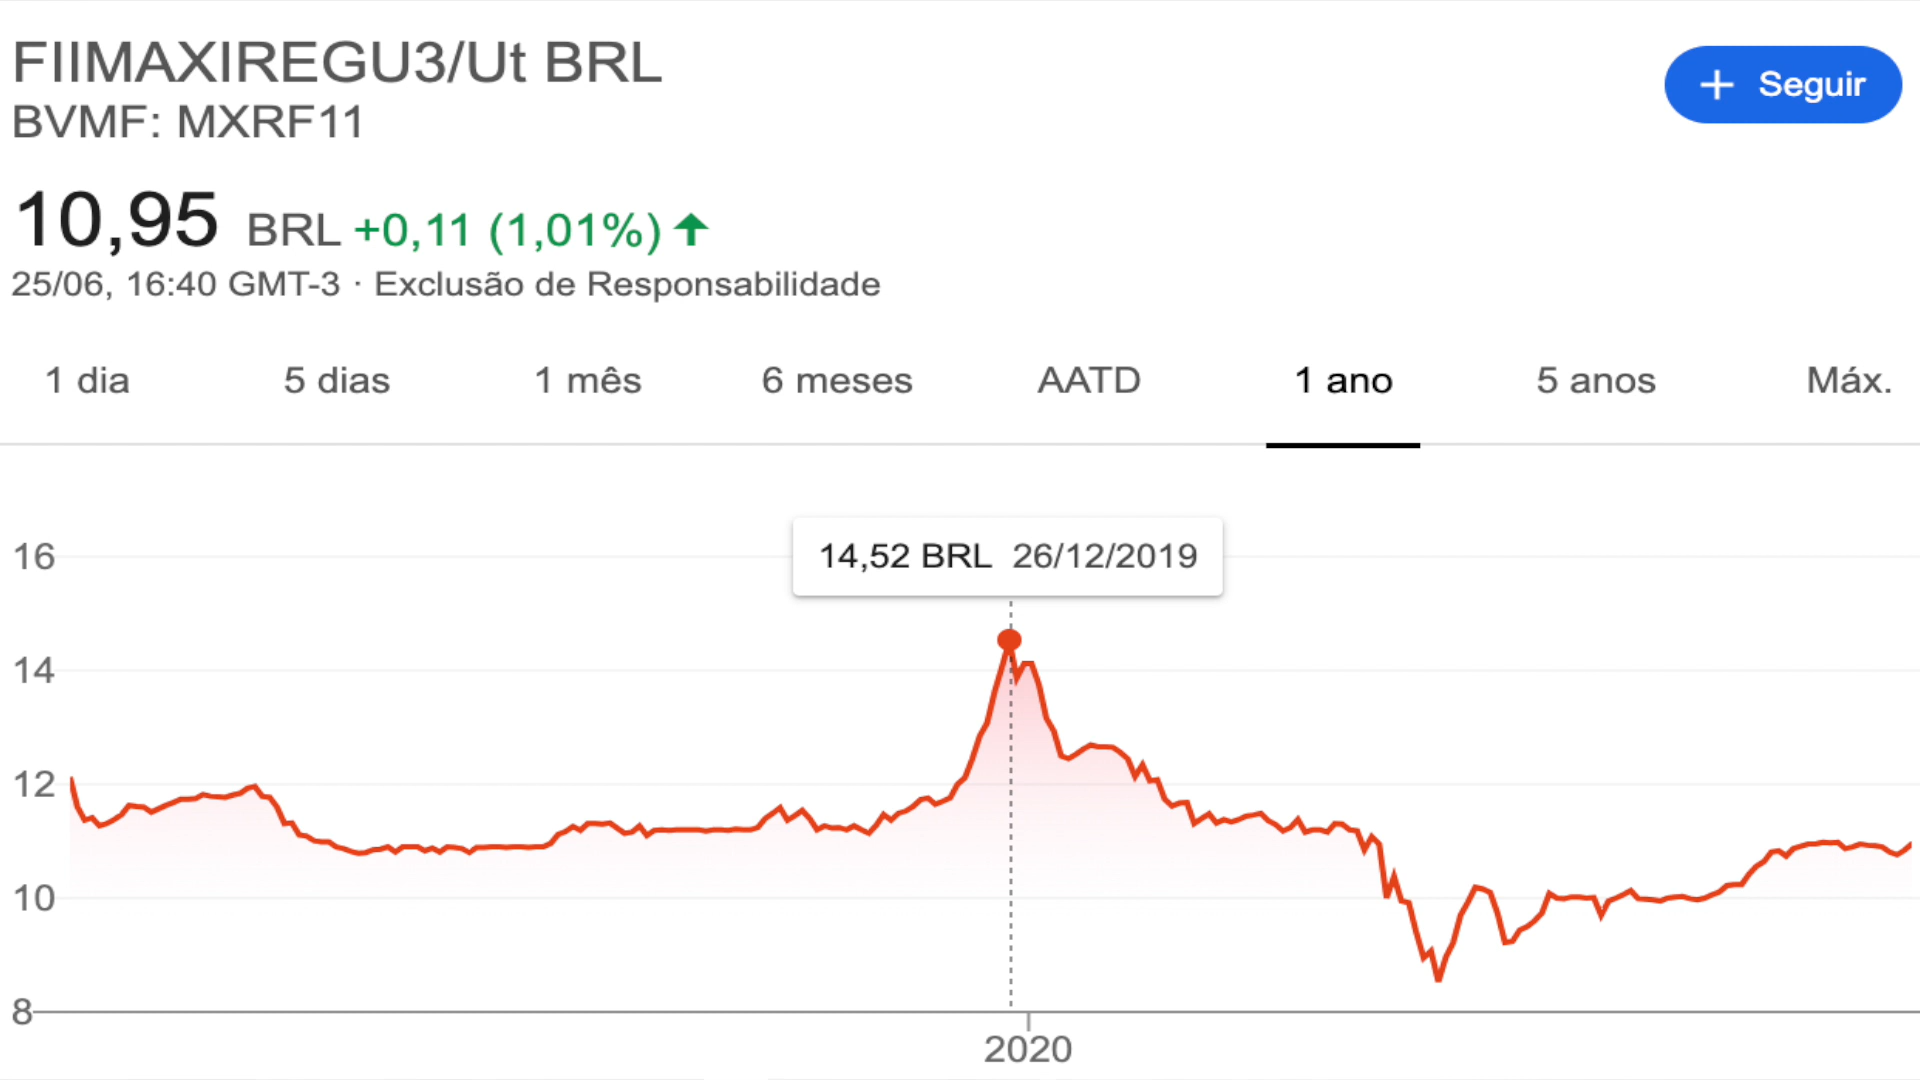 FIIMAXIREGU3/Ut BRL
BVMF: MXRF11
+ Seguir
10,95 BRL +0,11 (1,01%)
25/06, 16:40 GMT-3 · Exclusão de Responsabilidade
1 dia 5 dias 1 mês 6 meses AATD 1 ano 5 anos Máx.
14,52 BRL 26/12/2019
16
14
12
10
8
2020